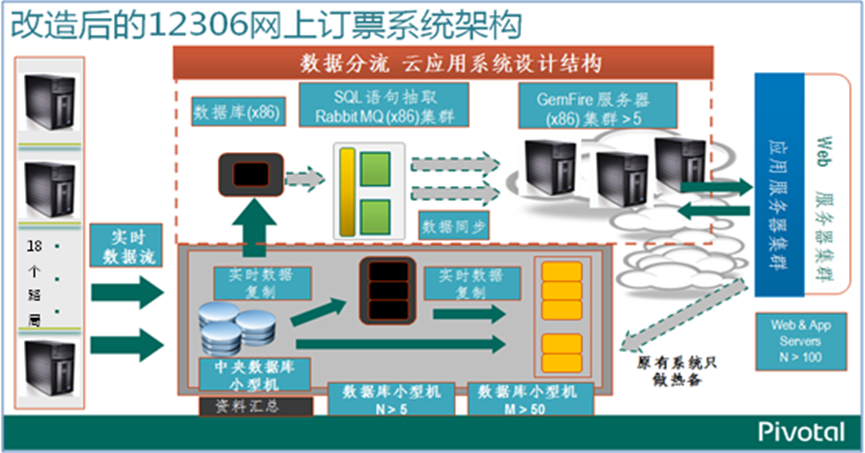 改造后的12306网上订票系统架构
数据分流 云应用系统设计结构
数据库(x86)
SQL 语句抽取
Rabbit MQ (x86)集群
GemFire 服务器
(x86) 集群 > 5
数据同步
实时
数据流
18
个
路
局
实时数据
复制
实时数据
复制
中央数据库
小型机
资料汇总
数据库小型机
N > 5
数据库小型机
M > 50
应用服务器集群
Web 服务器集群
Web & App
Servers
N > 100
原有系统只
做热备
Pivotal